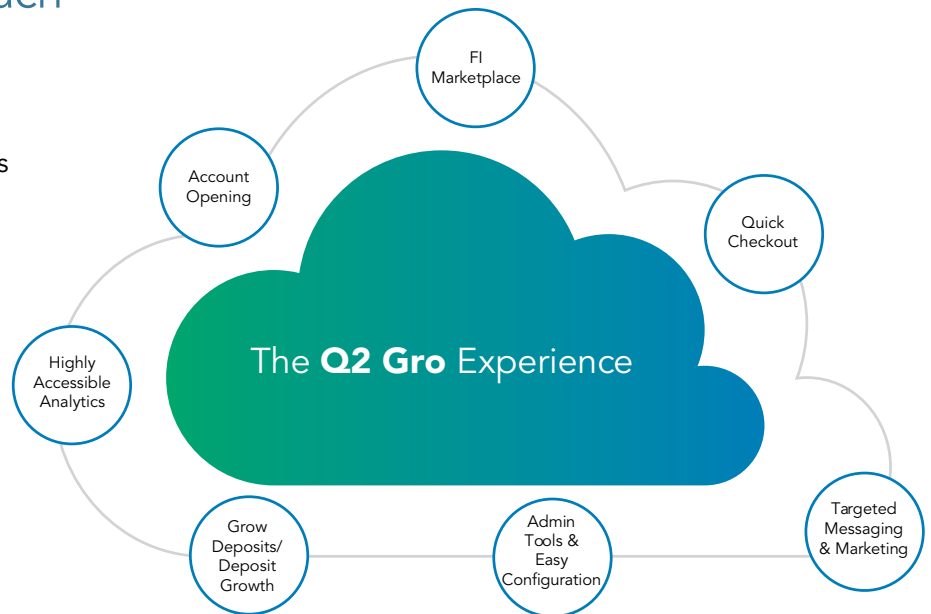 FI
Marketplace
Account
Opening
Quick
Checkout
The Q2 Gro Experience
Highly
Accessible
Analytics
Targeted
Messaging
& Marketing
Grow
Deposits/
Deposit
Growth
Admin
Tools &
Easy
Configuration